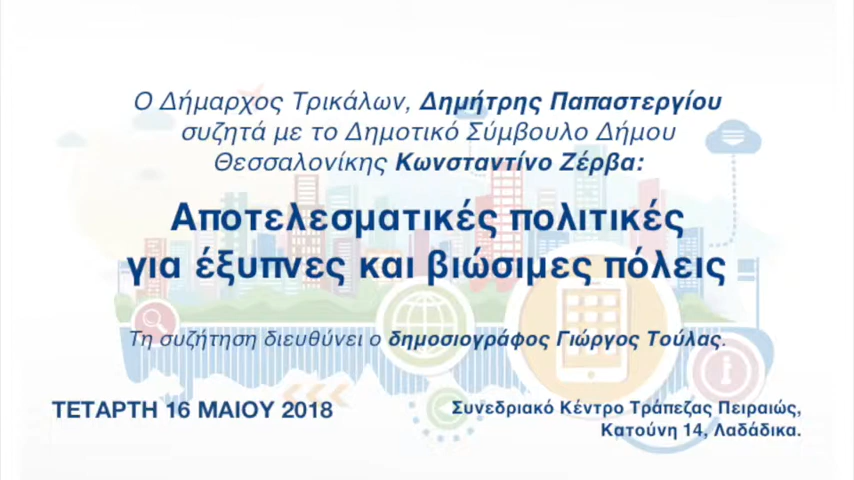 Ο Δήμαρχος Τρικάλων, Δημήτρης Παπαστεργίου
συζητά με το Δημοτικό Σύμβουλο Δήμου
Θεσσαλονίκης Κωνσταντίνο Ζέρβα:
Αποτελεσματικές πολιτικές
για έξυπνες και βιώσιμες πόλεις
Τη συζήτηση διευθύνει ο δημοσιογράφος Γιώργος Τούλας.
ΤΕΤΑΡΤΗ 16 ΜΑΙΟΥ 2018
Συνεδριακό Κέντρο Τράπεζας Πειραιώς,
Κατούνη 14, Λαδάδικα.